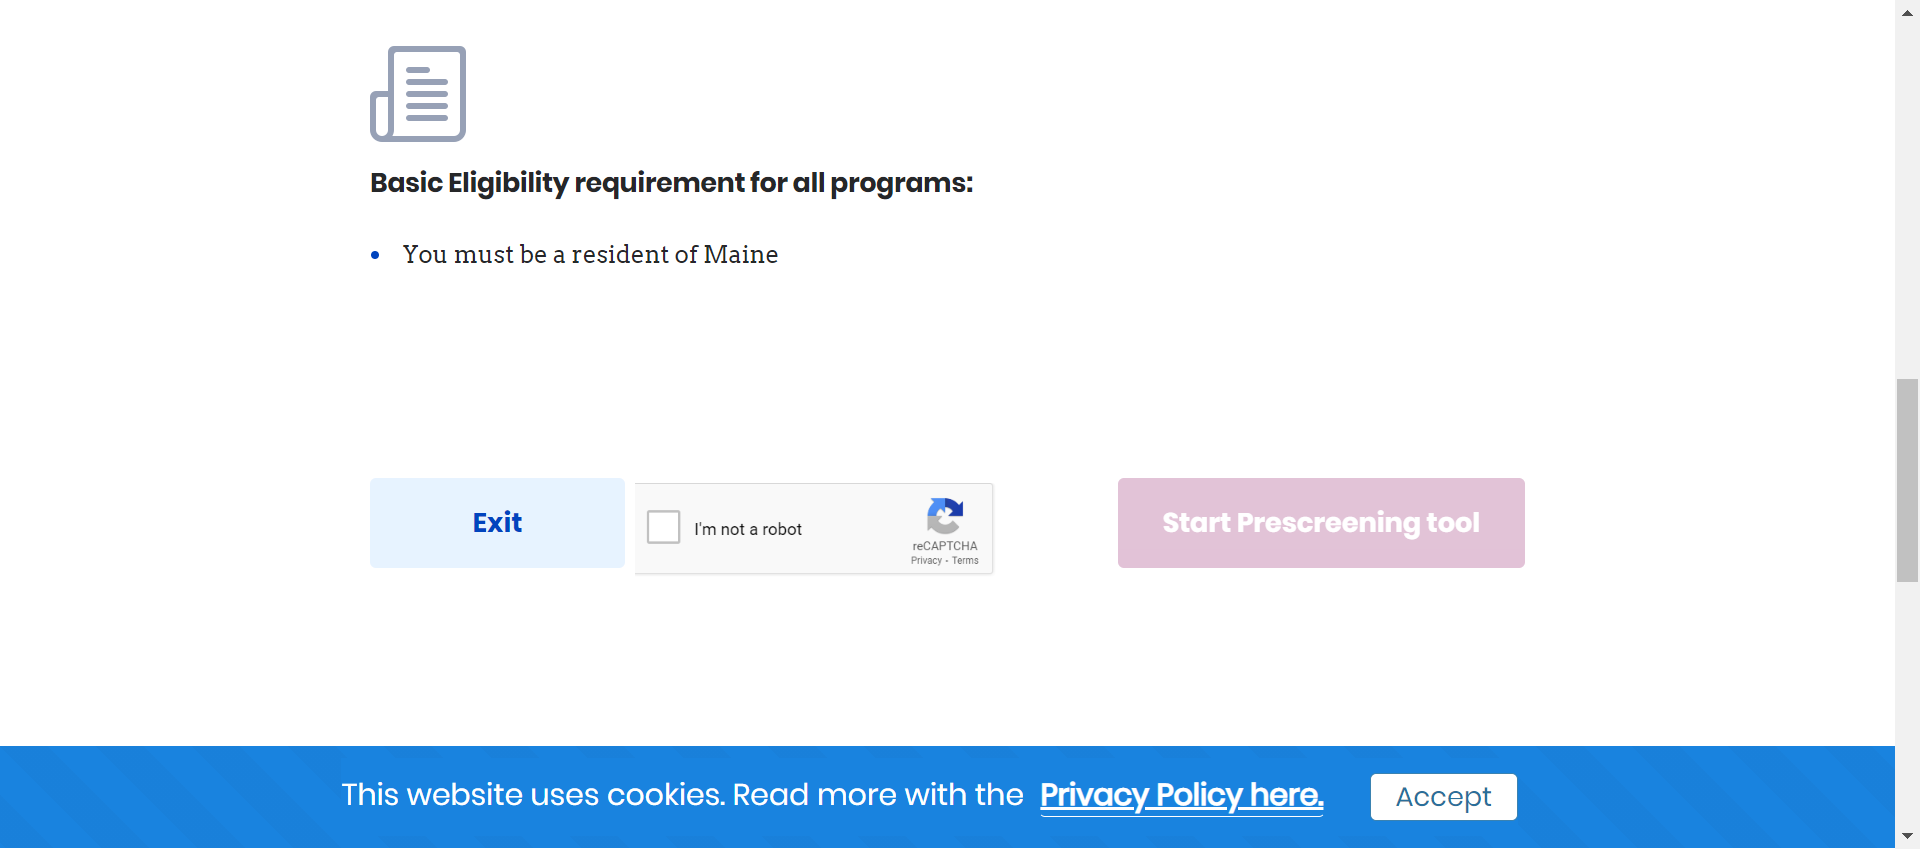 Basic Eligibility requirement for all programs:
You must be a resident of Maine
Exit
I'm not a robot
reCAPTCHA
Privacy - Terms
Start Prescreening tool
This website uses cookies. Read more with the Privacy Policy here.
Accept